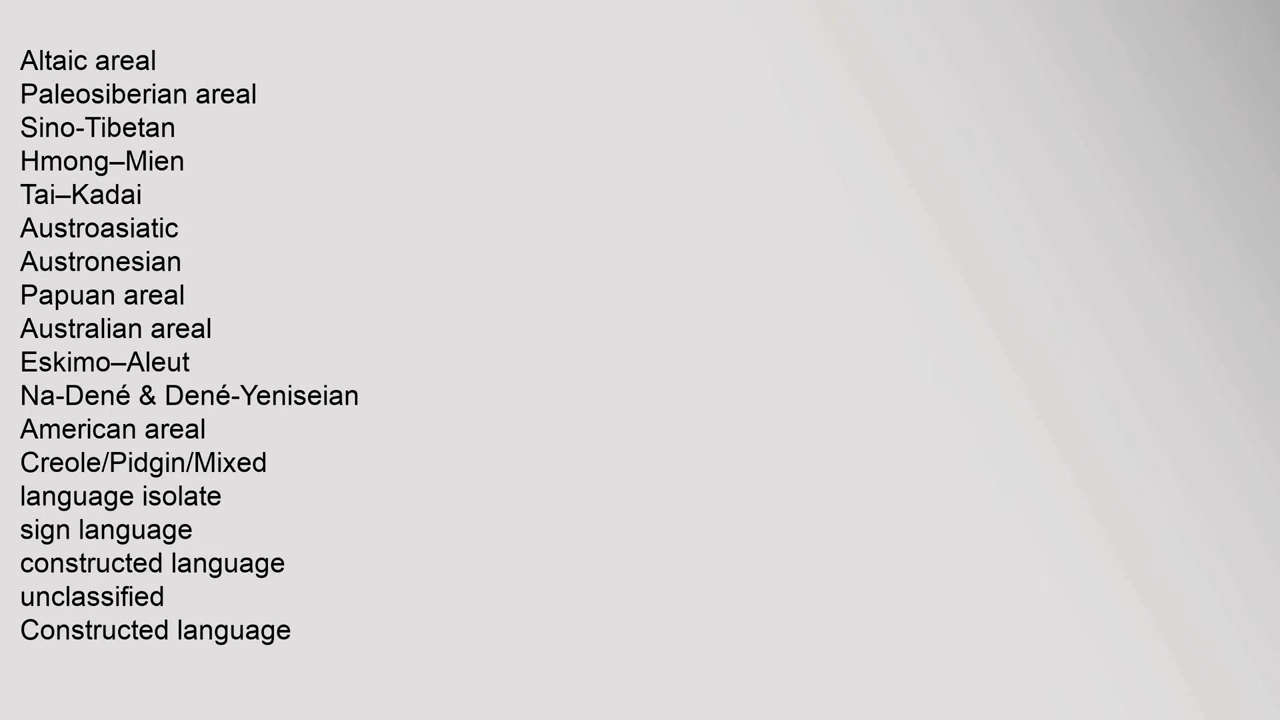 Altaic areal
Paleosiberian areal
Sino-Tibetan
Hmong–Mien
Tai–Kadai
Austroasiatic
Austronesian
Papuan areal
Australian areal
Eskimo–Aleut
Na-Dené & Dené-Yeniseian
American areal
Creole/Pidgin/Mixed
language isolate
sign language
constructed language
unclassified
Constructed language